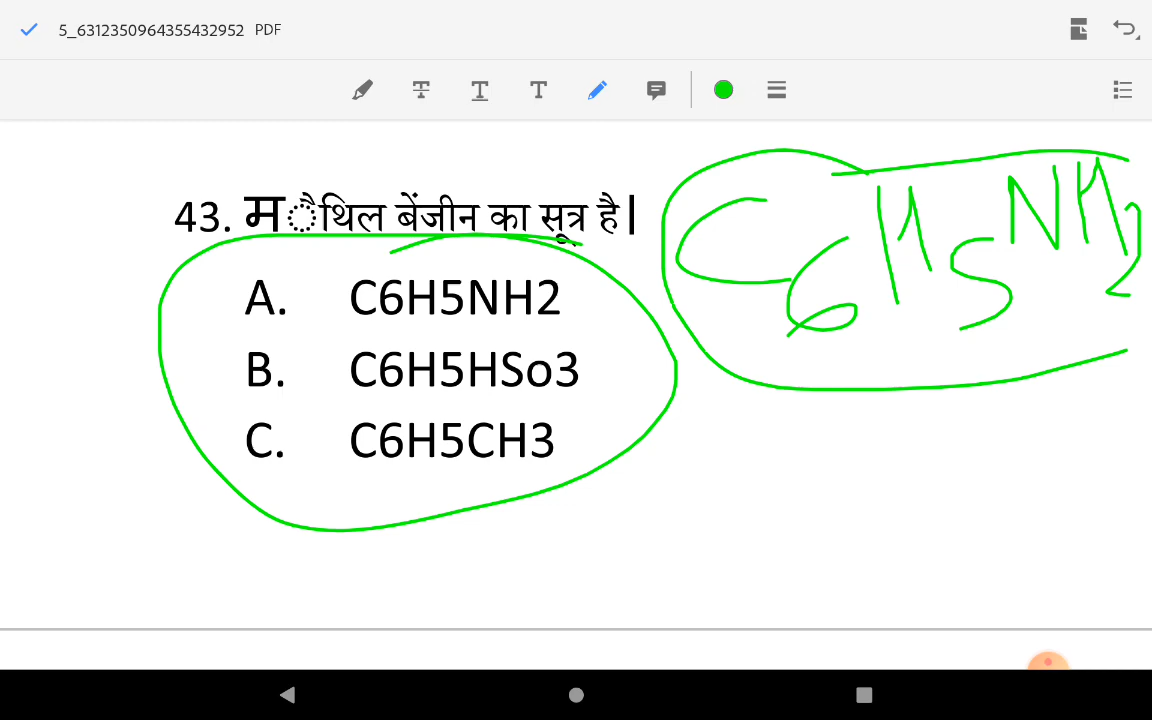 5_6312350964355432952 PDF
43. मैथिल बेंजीन का सूत्र है|
A. C6H5NH2
B. C6H5HSo3
C. C6H5CH3
C6H5NH2